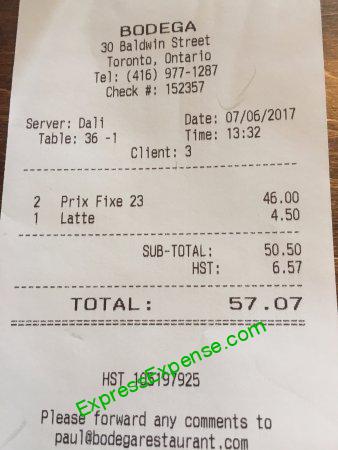 BODEGA
30 Baldwin Street
Toronto, Ontario
Tel: (416) 977-1287
Check #: 152357
Server: Dali Date: 07/06/2017
Table: 36 -1 Time: 13:32
Client: 3
2 Prix Fixe 23 46.00
1 Latte 4.50
SUB-TOTAL: 50.50
HST: 6.57
TOTAL: 57.07
ExpressExpense.com
HST 105197925
Please forward any comments to
paul@bodegarestaurant.com